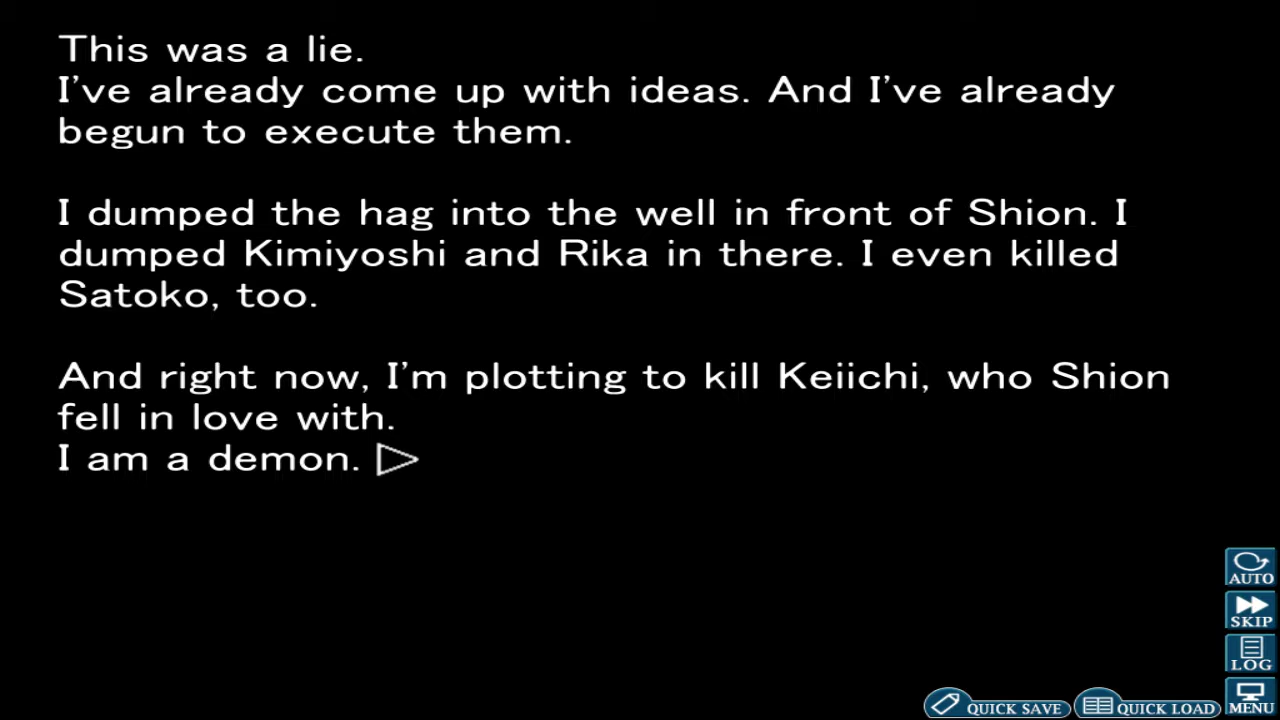 This was a lie.
I've already come up with ideas. And I've already
begun to execute them.
I dumped the hag into the well in front of Shion. I
dumped Kimiyoshi and Rika in there. I even killed
Satoko, too.
And right now, I'm plotting to kill Keiichi, who Shion
fell in love with.
I am a demon.
AUTO
SKIP
LOG
MENU
QUICK SAVE
QUICK LOAD